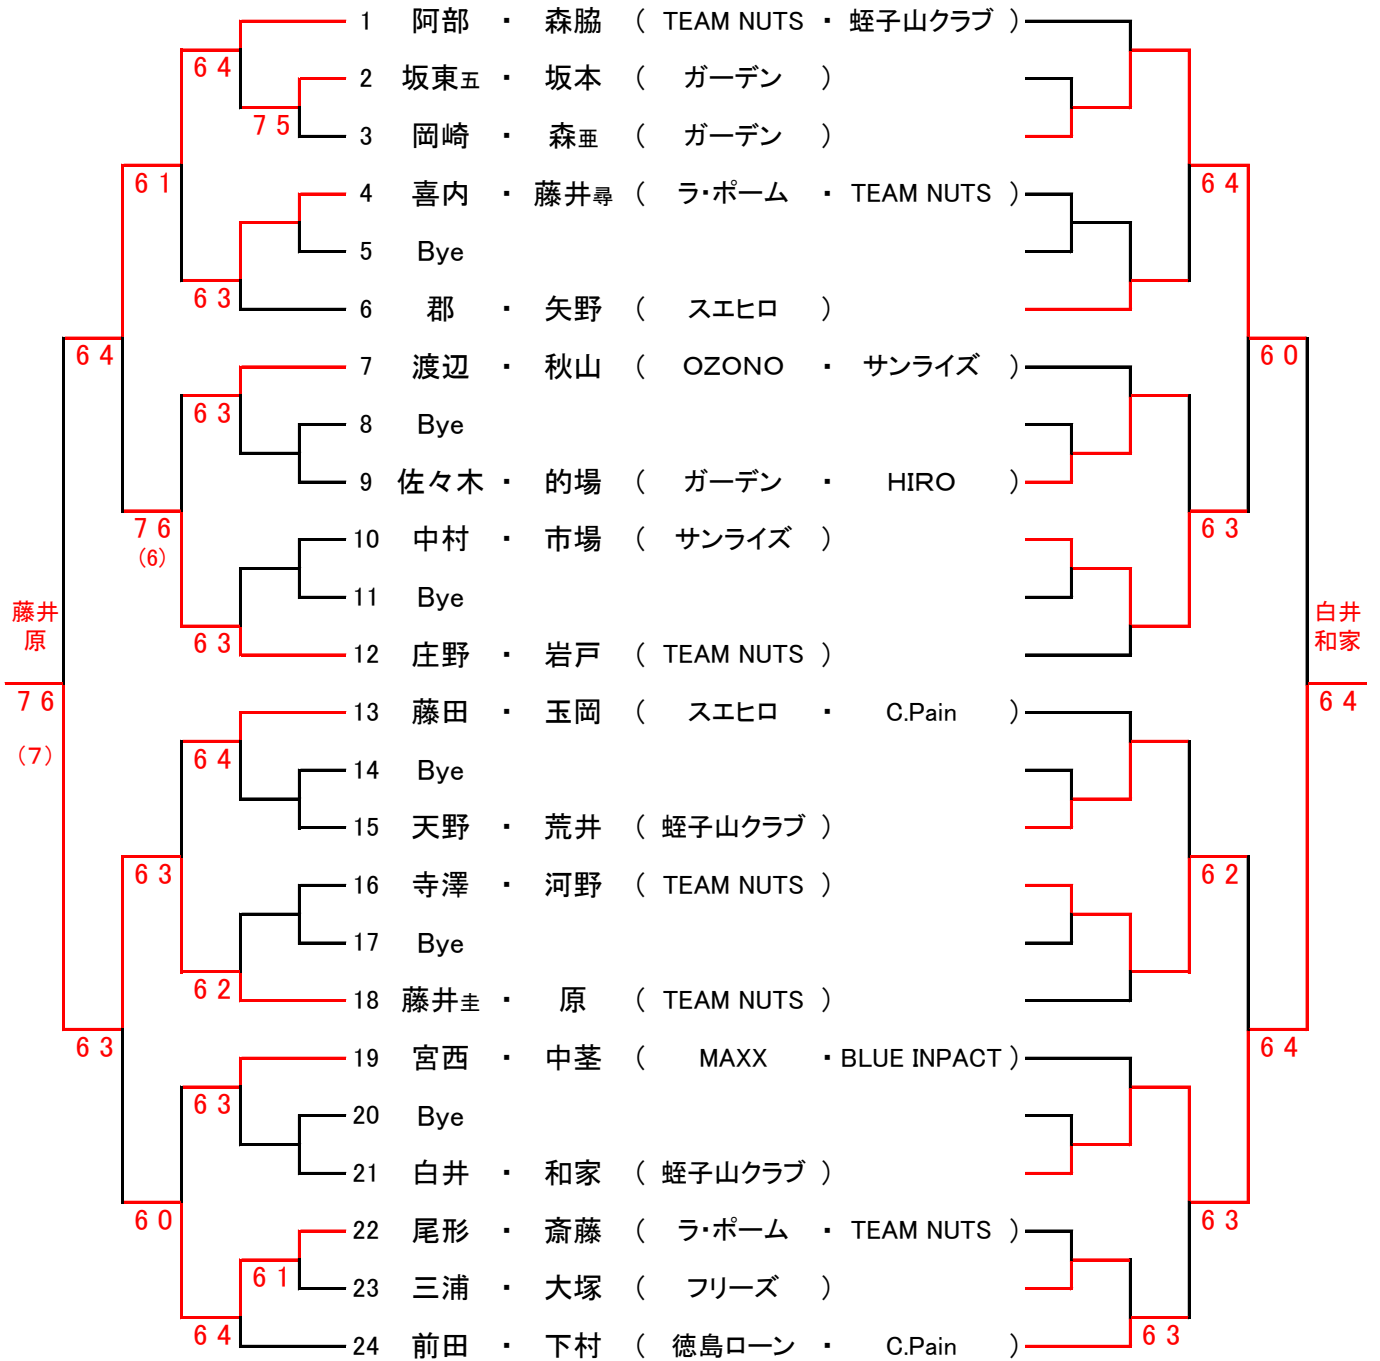 1 阿部 ・ 森脇 ( TEAM NUTS ・ 蛭子山クラブ )
6 4
2 坂東五 ・ 坂本 ( ガーデン )
7 5
3 岡崎 ・ 森亜 ( ガーデン )
6 1
6 4
4 喜内 ・ 藤井尋 ( ラ・ポーム ・ TEAM NUTS )
5 Bye
6 3
6 郡 ・ 矢野 ( スエヒロ )
6 4
6 0
7 渡辺 ・ 秋山 ( OZONO ・ サンライズ )
6 3
8 Bye
9 佐々木 ・ 的場 ( ガーデン ・ HIRO )
7 6
(6)
6 3
10 中村 ・ 市場 ( サンライズ )
11 Bye
藤井
原
白井
和家
6 3
12 庄野 ・ 岩戸 ( TEAM NUTS )
7 6
(7)
6 4
13 藤田 ・ 玉岡 ( スエヒロ ・ C.Pain )
6 4
14 Bye
15 天野 ・ 荒井 ( 蛭子山クラブ )
6 3
6 2
16 寺澤 ・ 河野 ( TEAM NUTS )
17 Bye
6 2
18 藤井圭 ・ 原 ( TEAM NUTS )
6 3
6 4
19 宮西 ・ 中茎 ( MAXX ・ BLUE INPACT )
6 3
20 Bye
21 白井 ・ 和家 ( 蛭子山クラブ )
6 0
6 3
22 尾形 ・ 斎藤 ( ラ・ポーム ・ TEAM NUTS )
6 1
23 三浦 ・ 大塚 ( フリーズ )
6 4
6 3
24 前田 ・ 下村 ( 徳島ローン ・ C.Pain )